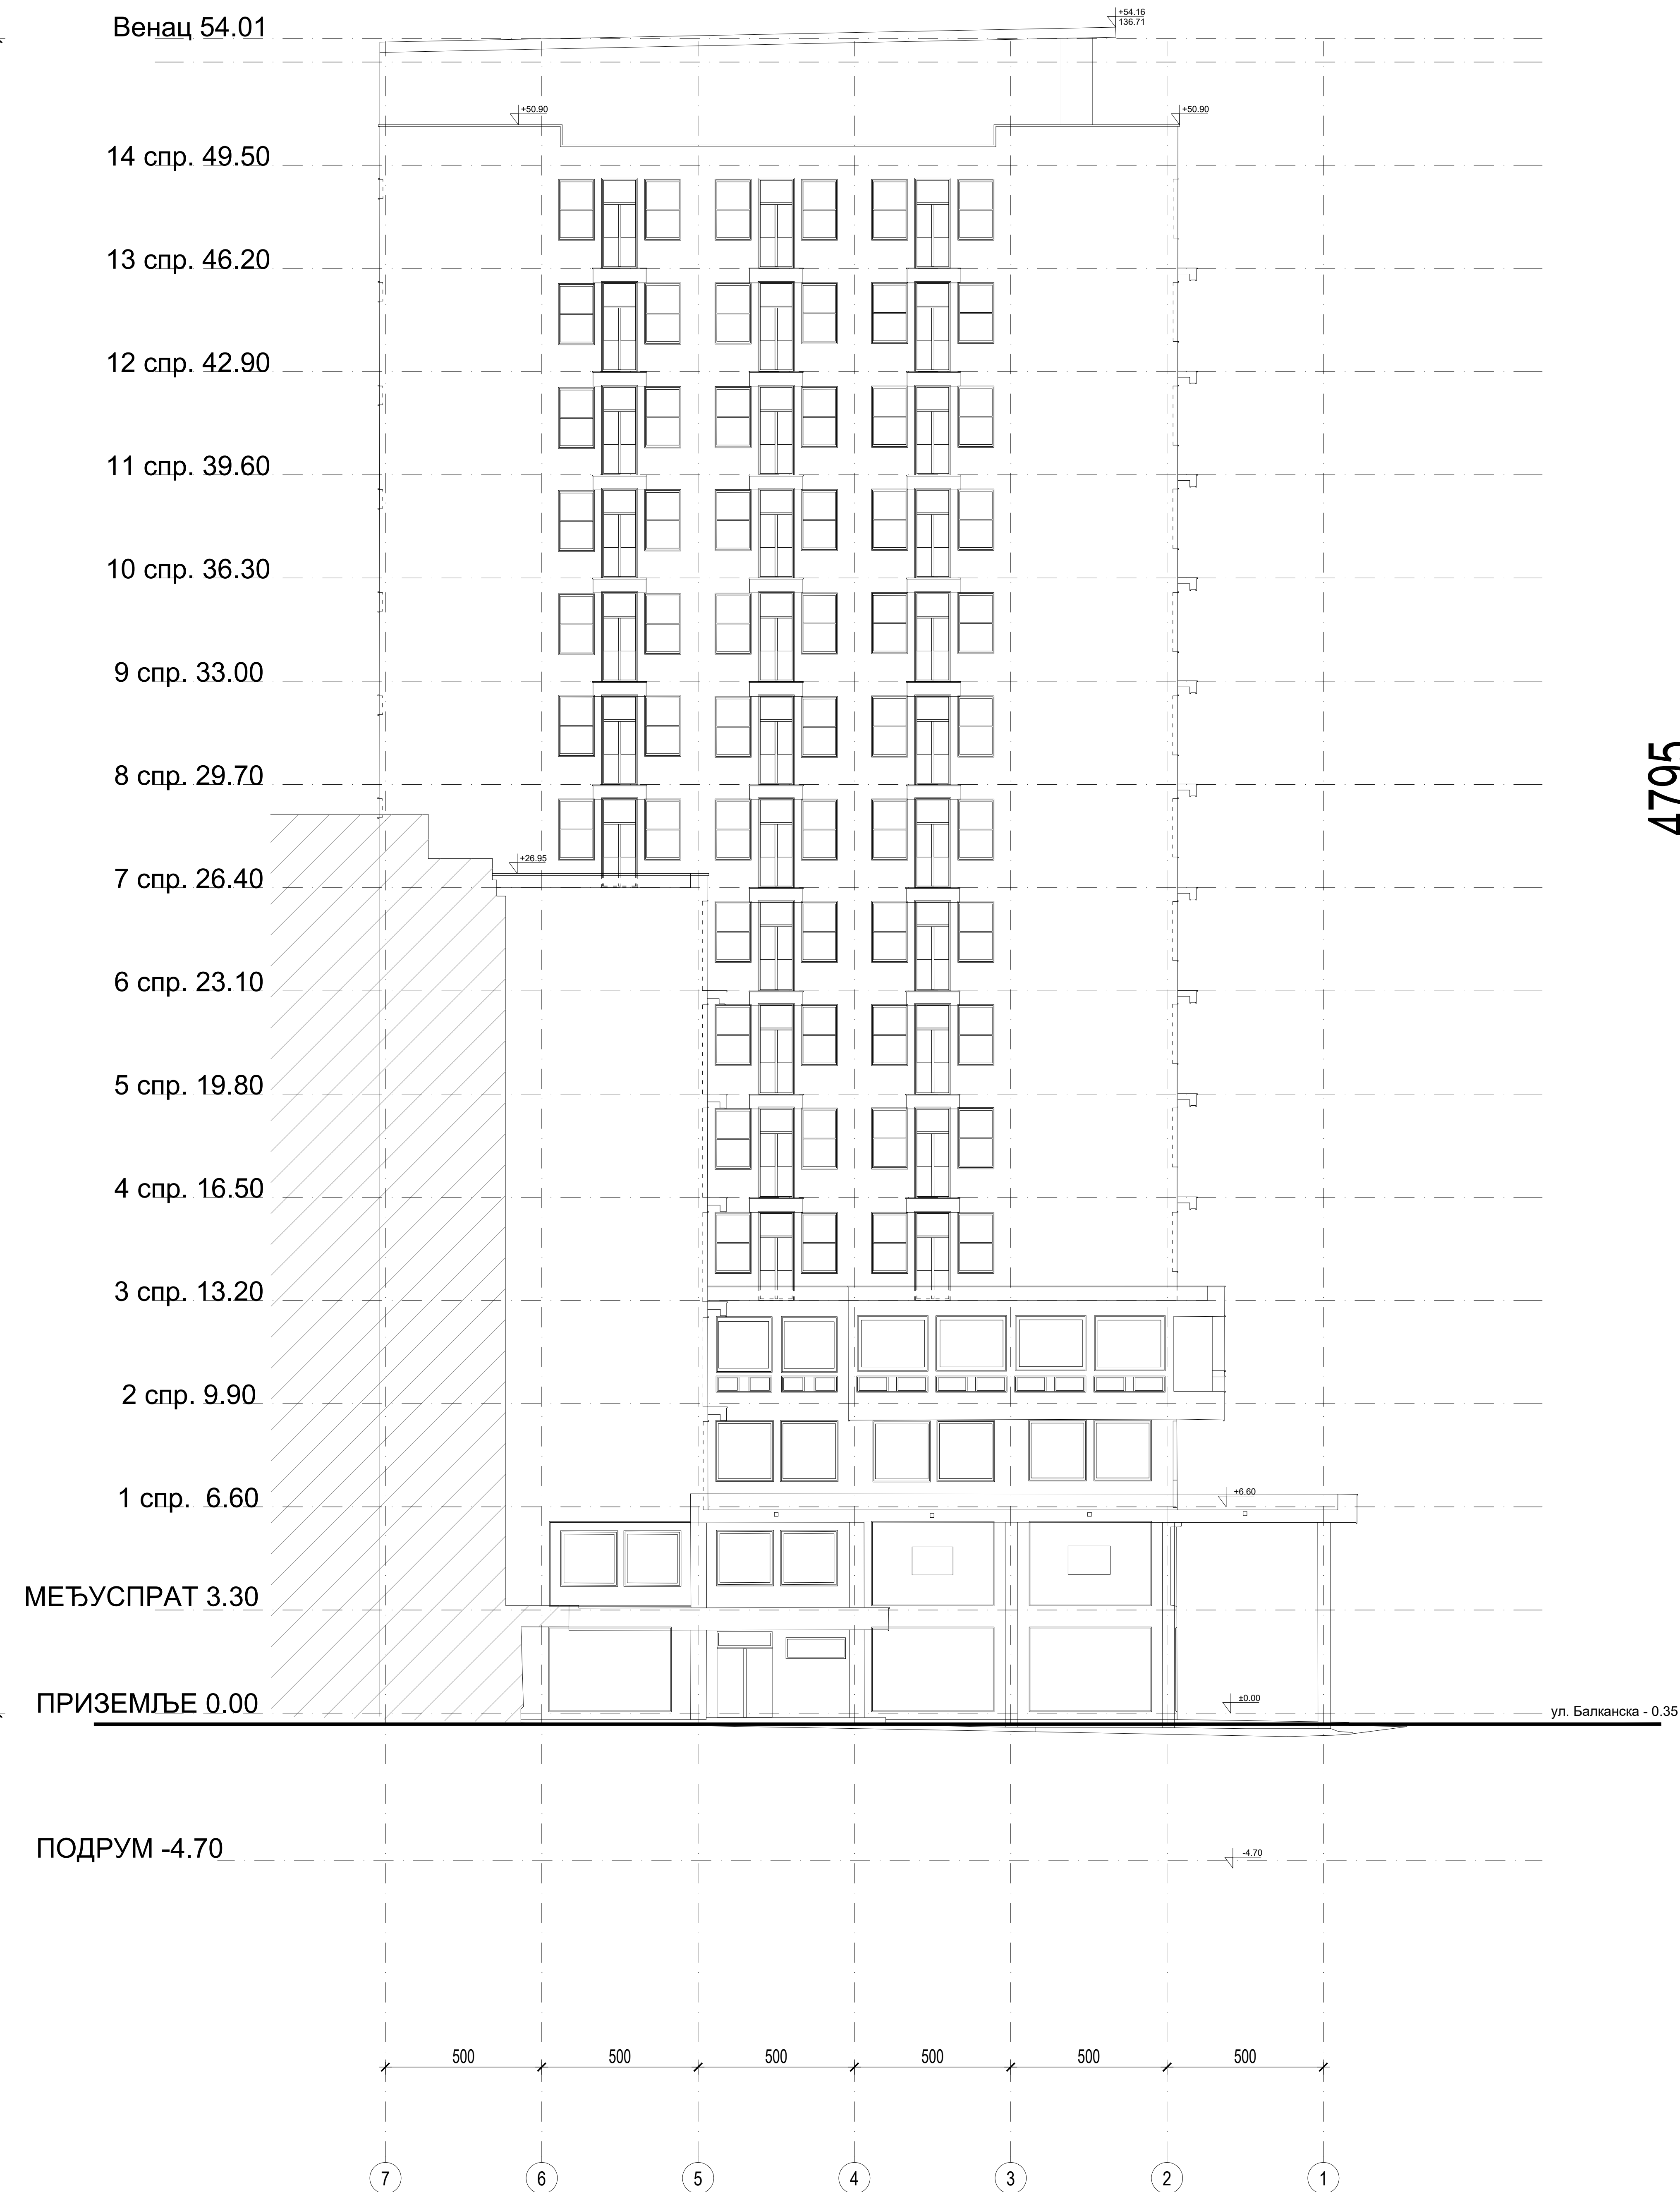 Венац 54.01
+54.16
136.71
+50.90
+50.90
14 спр. 49.50
13 спр. 46.20
12 спр. 42.90
11 спр. 39.60
10 спр. 36.30
9 спр. 33.00
8 спр. 29.70
4795
+26.95
7 спр. 26.40
6 спр. 23.10
5 спр. 19.80
4 спр. 16.50
3 спр. 13.20
2 спр. 9.90
1 спр. 6.60
+6.60
МЕЂУСПРАТ 3.30
ПРИЗЕМЉЕ 0.00
±0.00
ул. Балканска - 0.35
ПОДРУМ -4.70
-4.70
500 500 500 500 500 500
7 6 5 4 3 2 1